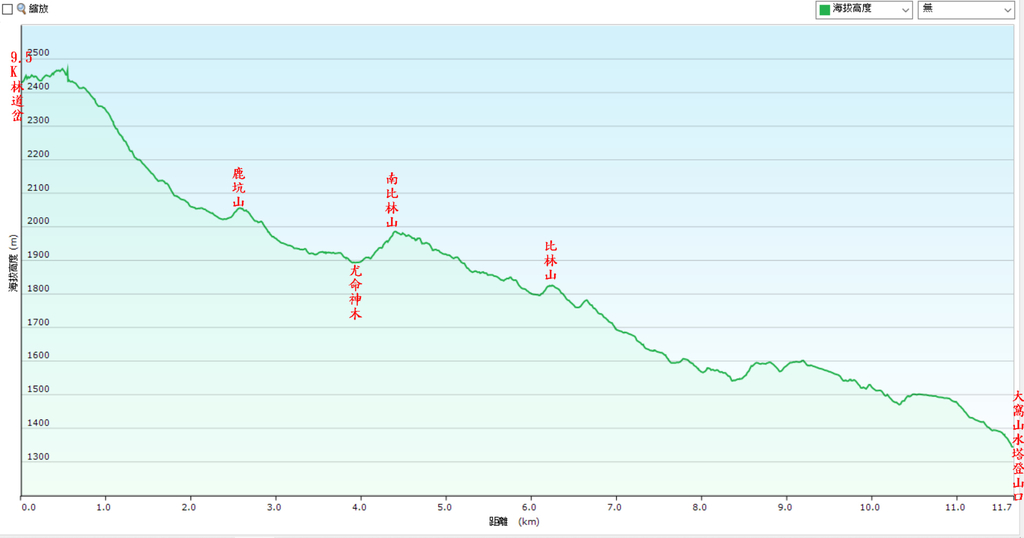 縮放
海拔高度
無
9.5K林道岔
鹿坑山
南比林山
尤命神木
比林山
大窩山水塔登山口
海拔高度 (m)
2500
2400
2300
2200
2100
2000
1900
1800
1700
1600
1500
1400
1300
0.0 1.0 2.0 3.0 4.0 5.0 6.0 7.0 8.0 9.0 10.0 11.0 11.7
距離 (km)